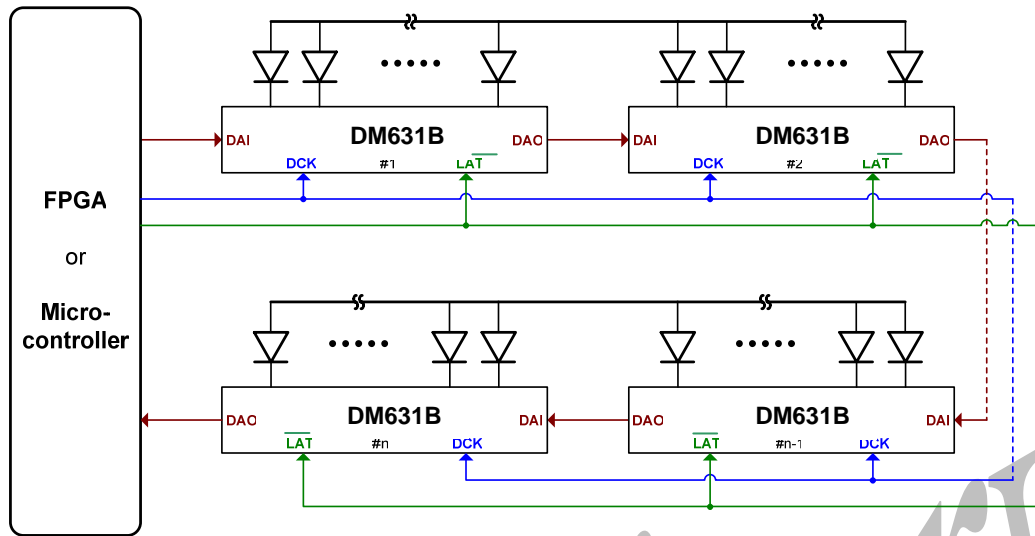 DM631B
DM631B
DAI
DAO
DAI
DAO
DCK
#1
LAT
DCK
#2
LAT
FPGA
or
Micro-
controller
DM631B
DM631B
DAO
DAI
DAO
DAI
LAT
#n
DCK
LAT
#n-1
DCK